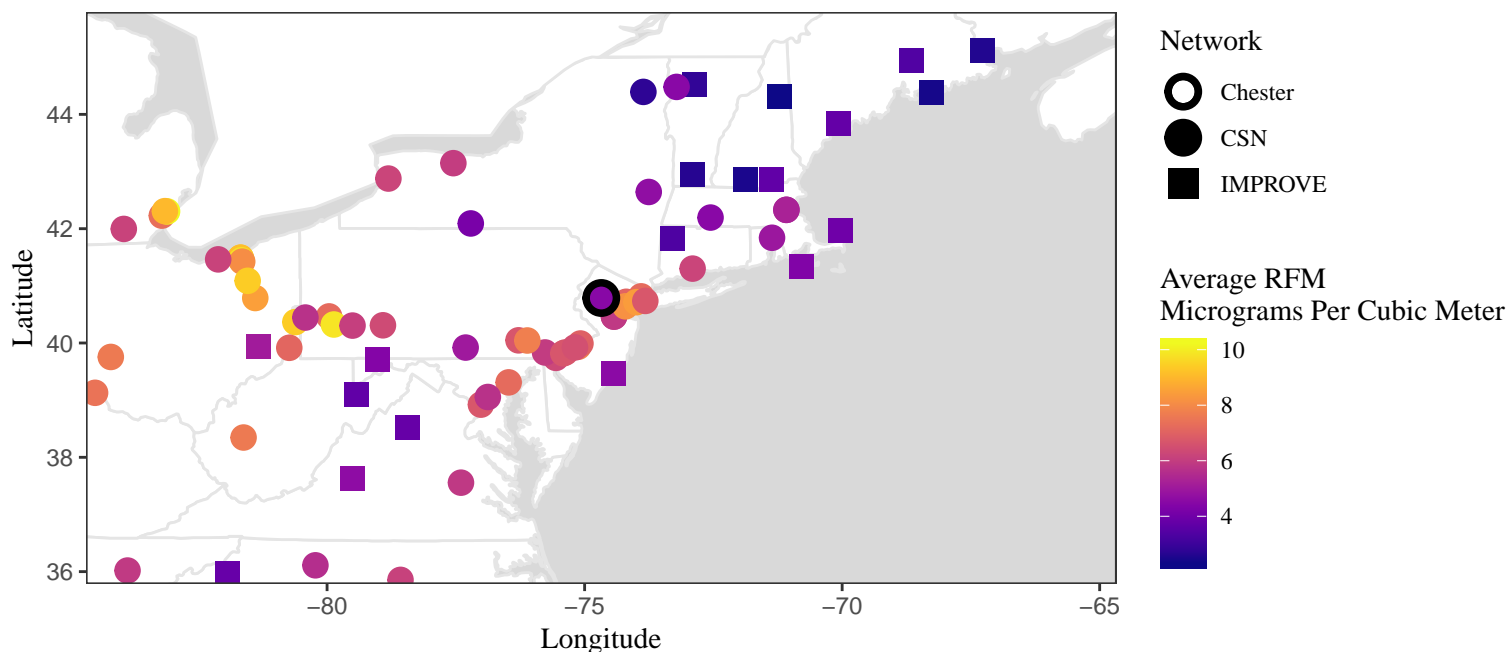 Network
Chester
CSN
IMPROVE
Average RFM
Micrograms Per Cubic Meter
10
8
6
4
Latitude
44
42
40
38
36
−80
−75
−70
−65
Longitude